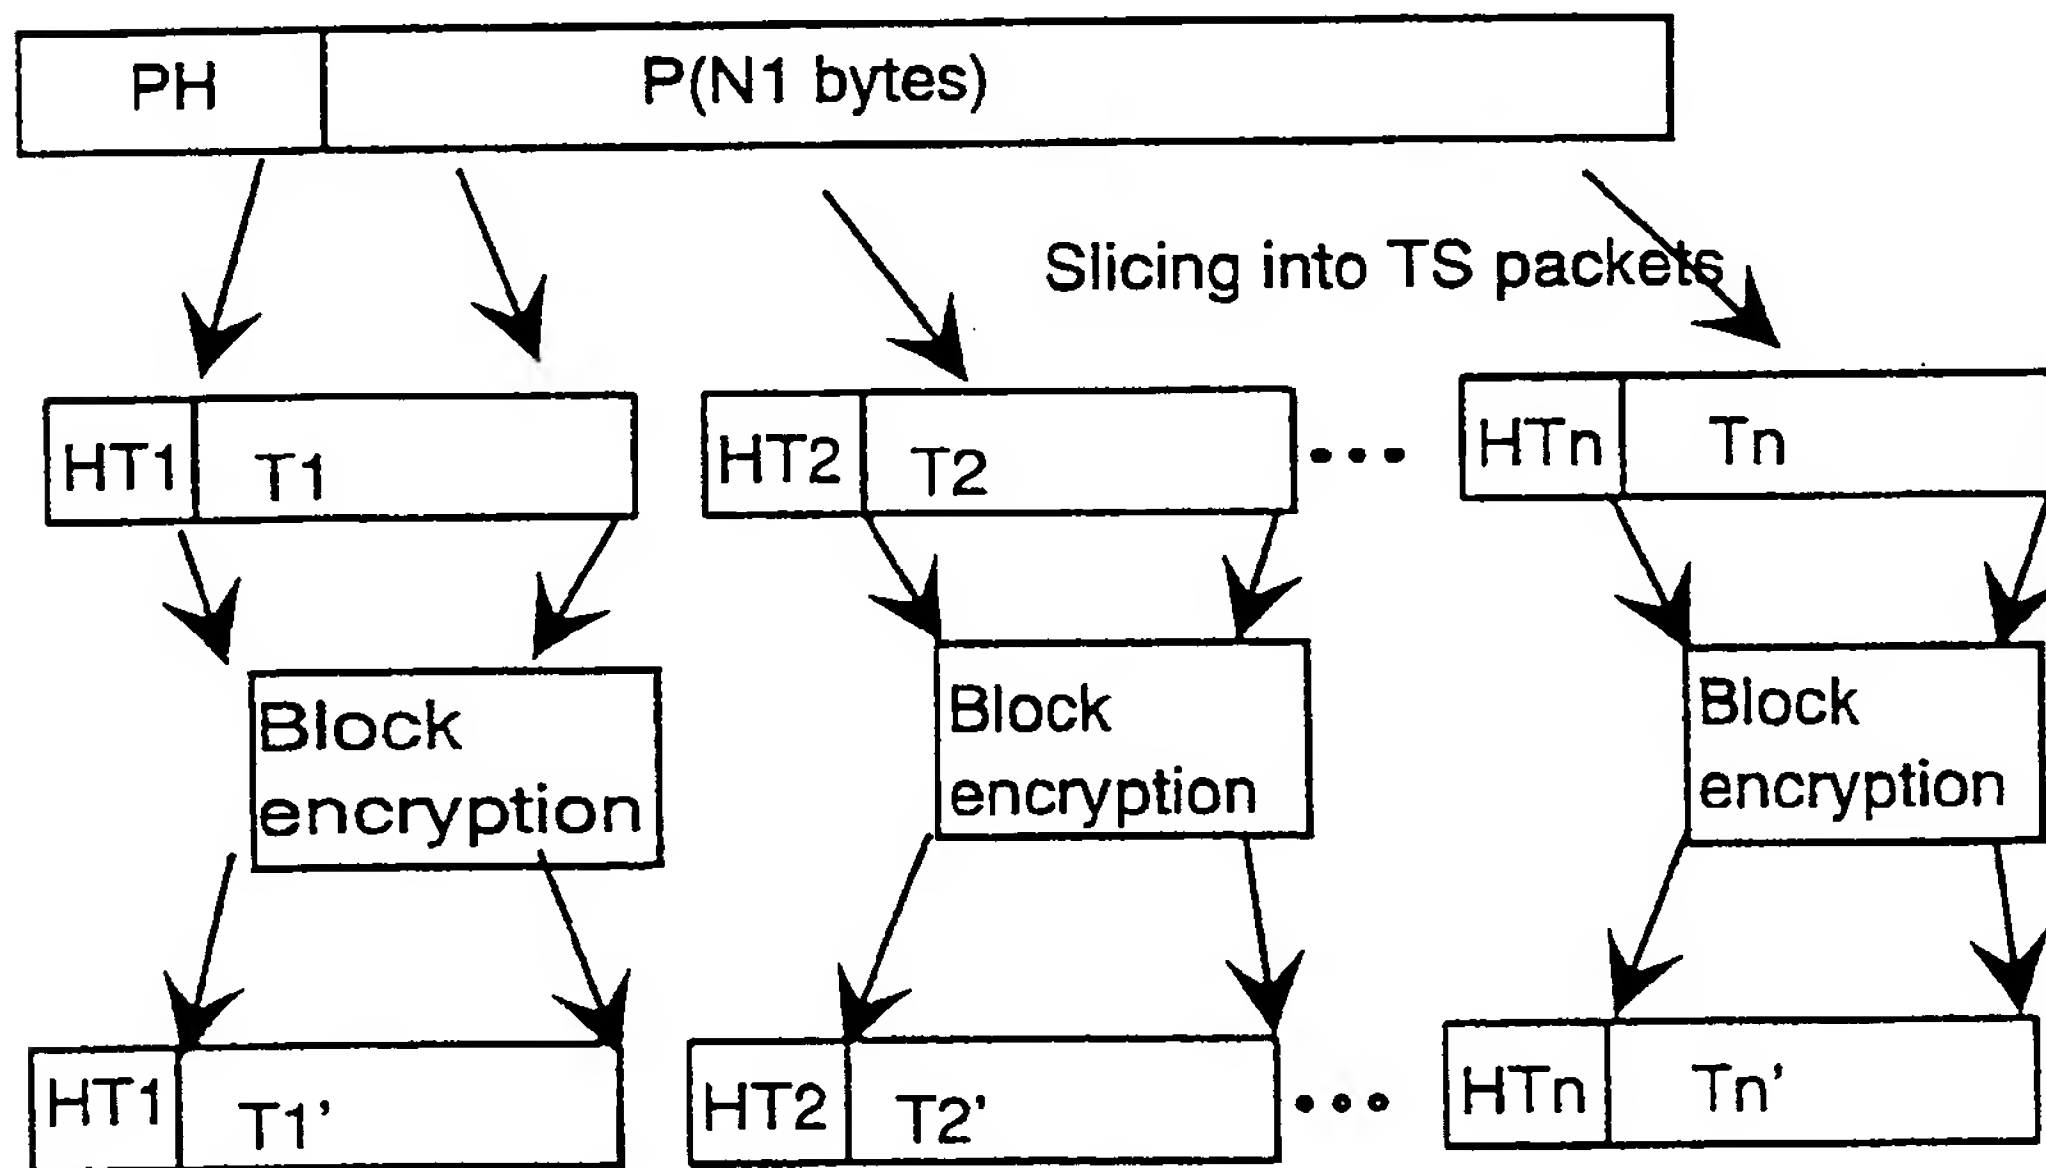 PH P(N1 bytes)
Slicing into TS packets
HT1 T1 HT2 T2 ••• HTn Tn
Block
encryption
Block
encryption
Block
encryption
HT1 T1' HT2 T2' ••• HTn Tn'